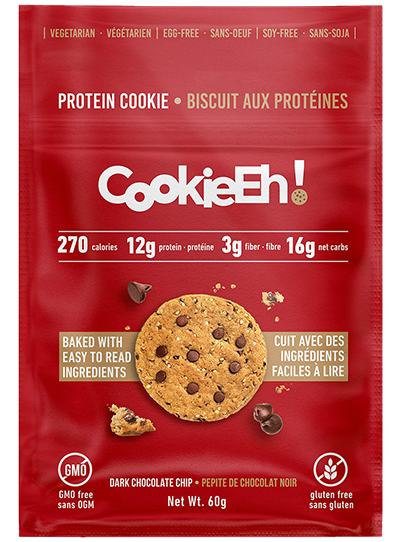 | VEGETARIAN · VÉGÉTARIEN | EGG-FREE · SANS-OEUF | SOY-FREE · SANS-SOJA |
PROTEIN COOKIE • BISCUIT AUX PROTÉINES
CookieEh!
270 calories 12g protein · protéine 3g fiber · fibre 16g net carbs
BAKED WITH
EASY TO READ
INGREDIENTS
CUIT AVEC DES
INGRÉDIENTS
FACILES À LIRE
GMO
GMO free
sans OGM
DARK CHOCOLATE CHIP • PEPITE DE CHOCOLAT NOIR
Net Wt. 60g
gluten free
sans gluten